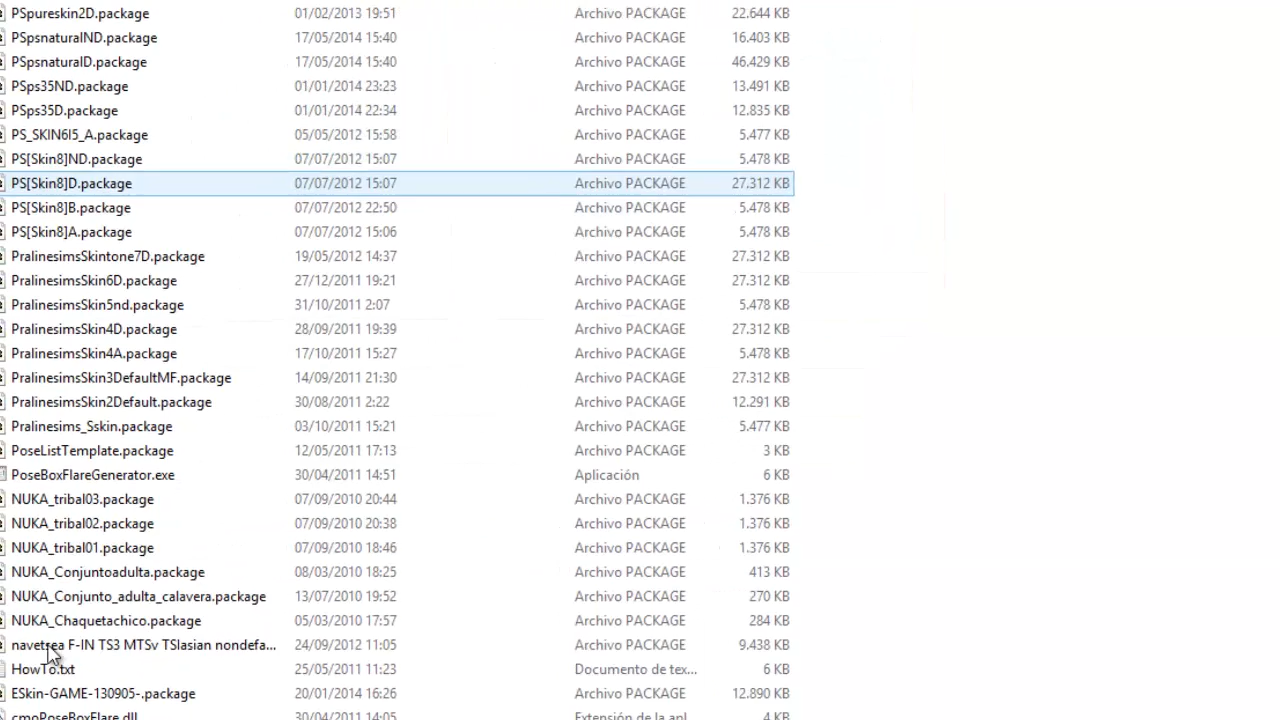 PSpureskin2D.package 01/02/2013 19:51 Archivo PACKAGE 22.644 KB
PSpsnaturalND.package 17/05/2014 15:40 Archivo PACKAGE 16.403 KB
PSpsnaturalD.package 17/05/2014 15:40 Archivo PACKAGE 46.429 KB
PSps35ND.package 01/01/2014 23:23 Archivo PACKAGE 13.491 KB
PSps35D.package 01/01/2014 22:34 Archivo PACKAGE 12.835 KB
PS_SKIN6I5_A.package 05/05/2012 15:58 Archivo PACKAGE 5.477 KB
PS[Skin8]ND.package 07/07/2012 15:07 Archivo PACKAGE 5.478 KB
PS[Skin8]D.package 07/07/2012 15:07 Archivo PACKAGE 27.312 KB
PS[Skin8]B.package 07/07/2012 22:50 Archivo PACKAGE 5.478 KB
PS[Skin8]A.package 07/07/2012 15:06 Archivo PACKAGE 5.478 KB
PralinesimsSkintone7D.package 19/05/2012 14:37 Archivo PACKAGE 27.312 KB
PralinesimsSkin6D.package 27/12/2011 19:21 Archivo PACKAGE 27.312 KB
PralinesimsSkin5nd.package 31/10/2011 2:07 Archivo PACKAGE 5.478 KB
PralinesimsSkin4D.package 28/09/2011 19:39 Archivo PACKAGE 27.312 KB
PralinesimsSkin4A.package 17/10/2011 15:27 Archivo PACKAGE 5.478 KB
PralinesimsSkin3DefaultMF.package 14/09/2011 21:30 Archivo PACKAGE 27.312 KB
PralinesimsSkin2Default.package 30/08/2011 2:22 Archivo PACKAGE 12.291 KB
Pralinesims_Sskin.package 03/10/2011 15:21 Archivo PACKAGE 5.477 KB
PoseListTemplate.package 12/05/2011 17:13 Archivo PACKAGE 3 KB
PoseBoxFlareGenerator.exe 30/04/2011 14:51 Aplicación 6 KB
NUKA_tribal03.package 07/09/2010 20:44 Archivo PACKAGE 1.376 KB
NUKA_tribal02.package 07/09/2010 20:38 Archivo PACKAGE 1.376 KB
NUKA_tribal01.package 07/09/2010 18:46 Archivo PACKAGE 1.376 KB
NUKA_Conjuntoadulta.package 08/03/2010 18:25 Archivo PACKAGE 413 KB
NUKA_Conjunto_adulta_calavera.package 13/07/2010 19:52 Archivo PACKAGE 270 KB
NUKA_Chaquetachico.package 05/03/2010 17:57 Archivo PACKAGE 284 KB
navetsea F-IN TS3 MTSv TSIasian nondefa... 24/09/2012 11:05 Archivo PACKAGE 9.438 KB
HowTo.txt 25/05/2011 11:23 Documento de tex... 6 KB
ESkin-GAME-130905-.package 20/01/2014 16:26 Archivo PACKAGE 12.890 KB
cmoPoseBoxFlare.dll 30/04/2011 14:05 Extensión de la apl... 4 KB